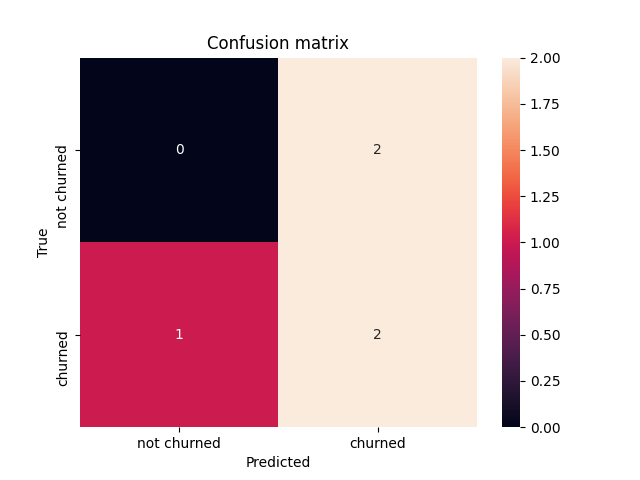 Confusion matrix
True
not churned
churned
0
2
1
2
not churned
churned
Predicted
2.00
1.75
1.50
1.25
1.00
0.75
0.50
0.25
0.00